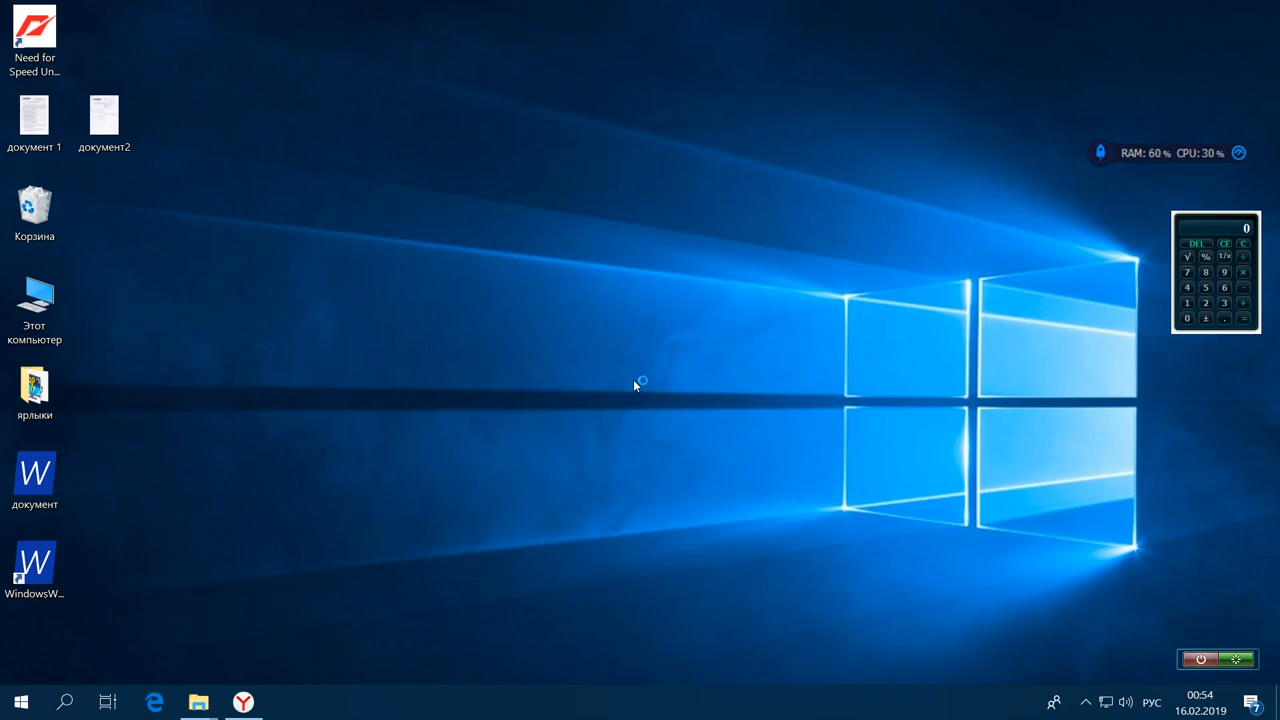 Need for
Speed Un...
документ 1
документ2
Корзина
Этот
компьютер
ярлыки
W
документ
W
WindowsW...
RAM: 60 % CPU: 30 %
0
DEL CE C
√ % 1/x ÷
7 8 9 ×
4 5 6 -
1 2 3 +
0 ± . =
РУС
00:54
16.02.2019
7